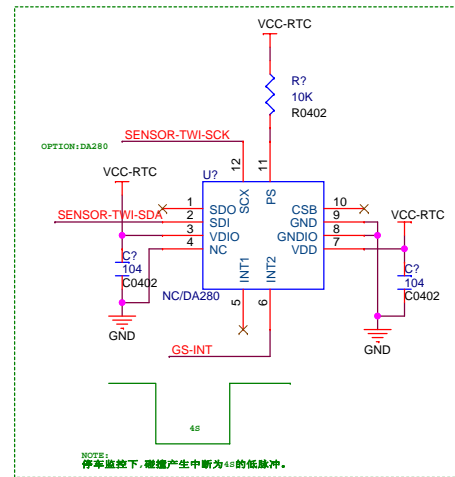 VCC-RTC
R?
10K
R0402
SENSOR-TWI-SCK
OPTION:DA280
VCC-RTC
U?
12
11
SCX
PS
1
SDO
CSB
10
SENSOR-TWI-SDA
2
SDI
GND
9
VCC-RTC
3
VDIO
GNDIO
8
4
NC
VDD
7
INT1
INT2
C?
104
C0402
C?
104
C0402
NC/DA280
5
6
GND
GND
GS-INT
4S
NOTE:
停车监控下,碰撞产生中断为4S的低脉冲。